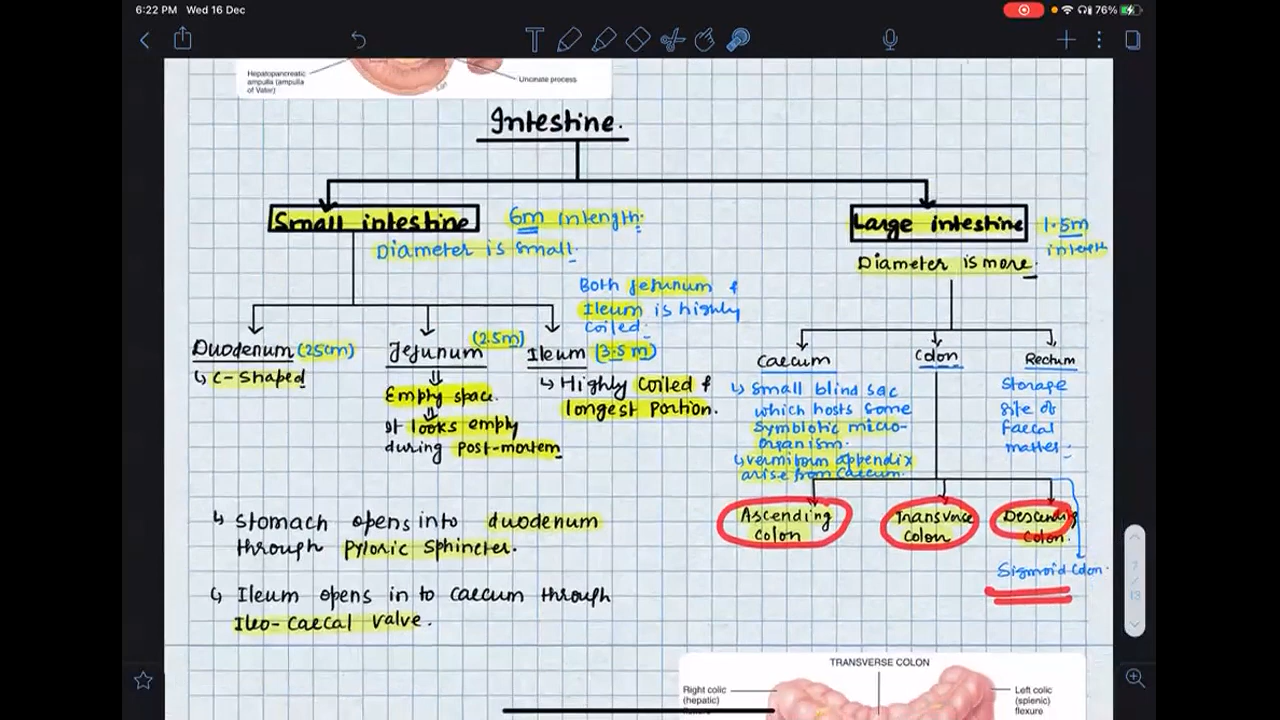 6:22 PM Wed 16 Dec
76%
Hepatopancreatic
ampulla (ampulla
of Vater)
Uncinate process
Intestine.
Small intestine
6m in length.
Diameter is small.
Large intestine
1.5m
in length
Diameter is more.
Both Jejunum &
Ileum is highly
coiled.
Duodenum (25cm)
↳ C-shaped
Jejunum (2.5m)
⇓
Empty space.
⇓
It looks empty
during post-mortem
Ileum (3.5 m)
↳ Highly coiled &
longest portion.
Caecum
↳ Small blind sac
which hosts some
symbiotic micro-
organism.
↳ vermiform appendix
arise from Caecum.
Colon
Rectum
Storage
site of
faecal
matter.
Ascending
colon
Transverse
colon
Descending
colon.
Sigmoid Colon.
↳ Stomach opens into duodenum
through Pyloric Sphincter.
↳ Ileum opens in to caecum through
Ileo-caecal valve.
7
/
13
TRANSVERSE COLON
Right colic
(hepatic)
Left colic
(splenic)
flexure